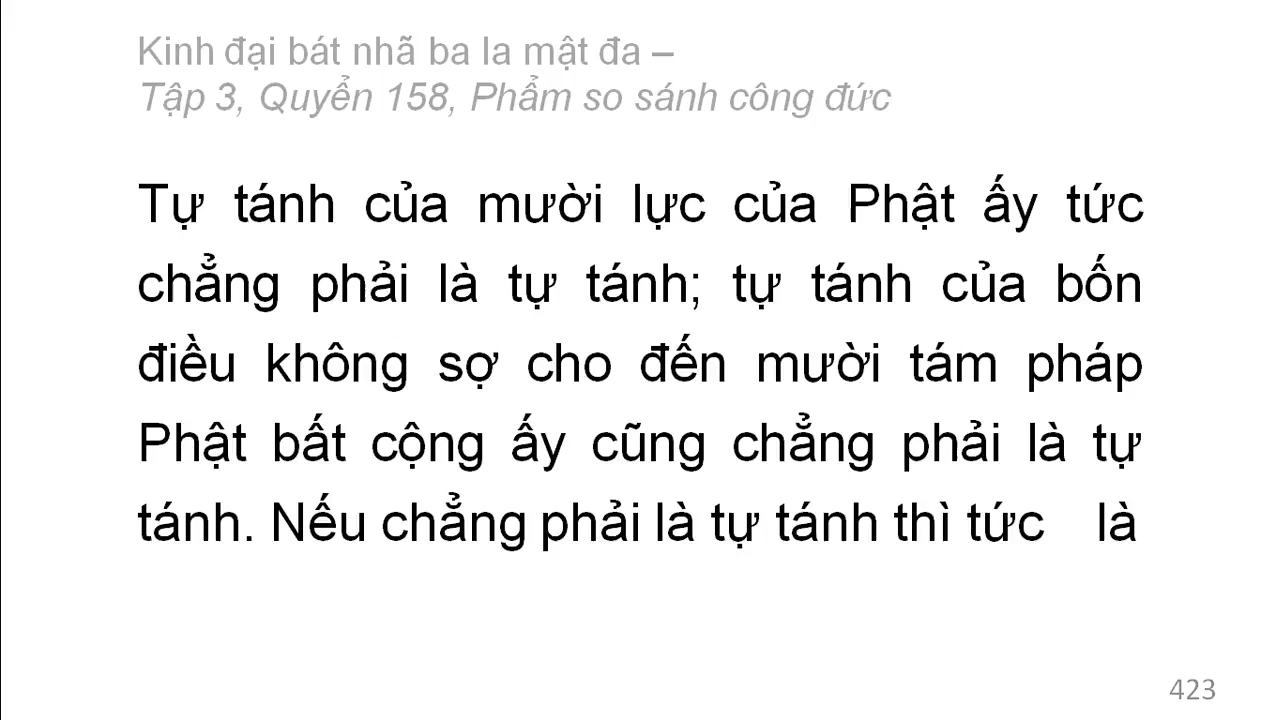 Kinh đại bát nhã ba la mật đa –
Tập 3, Quyển 158, Phẩm so sánh công đức
Tự tánh của mười lực của Phật ấy tức
chẳng phải là tự tánh; tự tánh của bốn
điều không sợ cho đến mười tám pháp
Phật bất cộng ấy cũng chẳng phải là tự
tánh. Nếu chẳng phải là tự tánh thì tức là
423